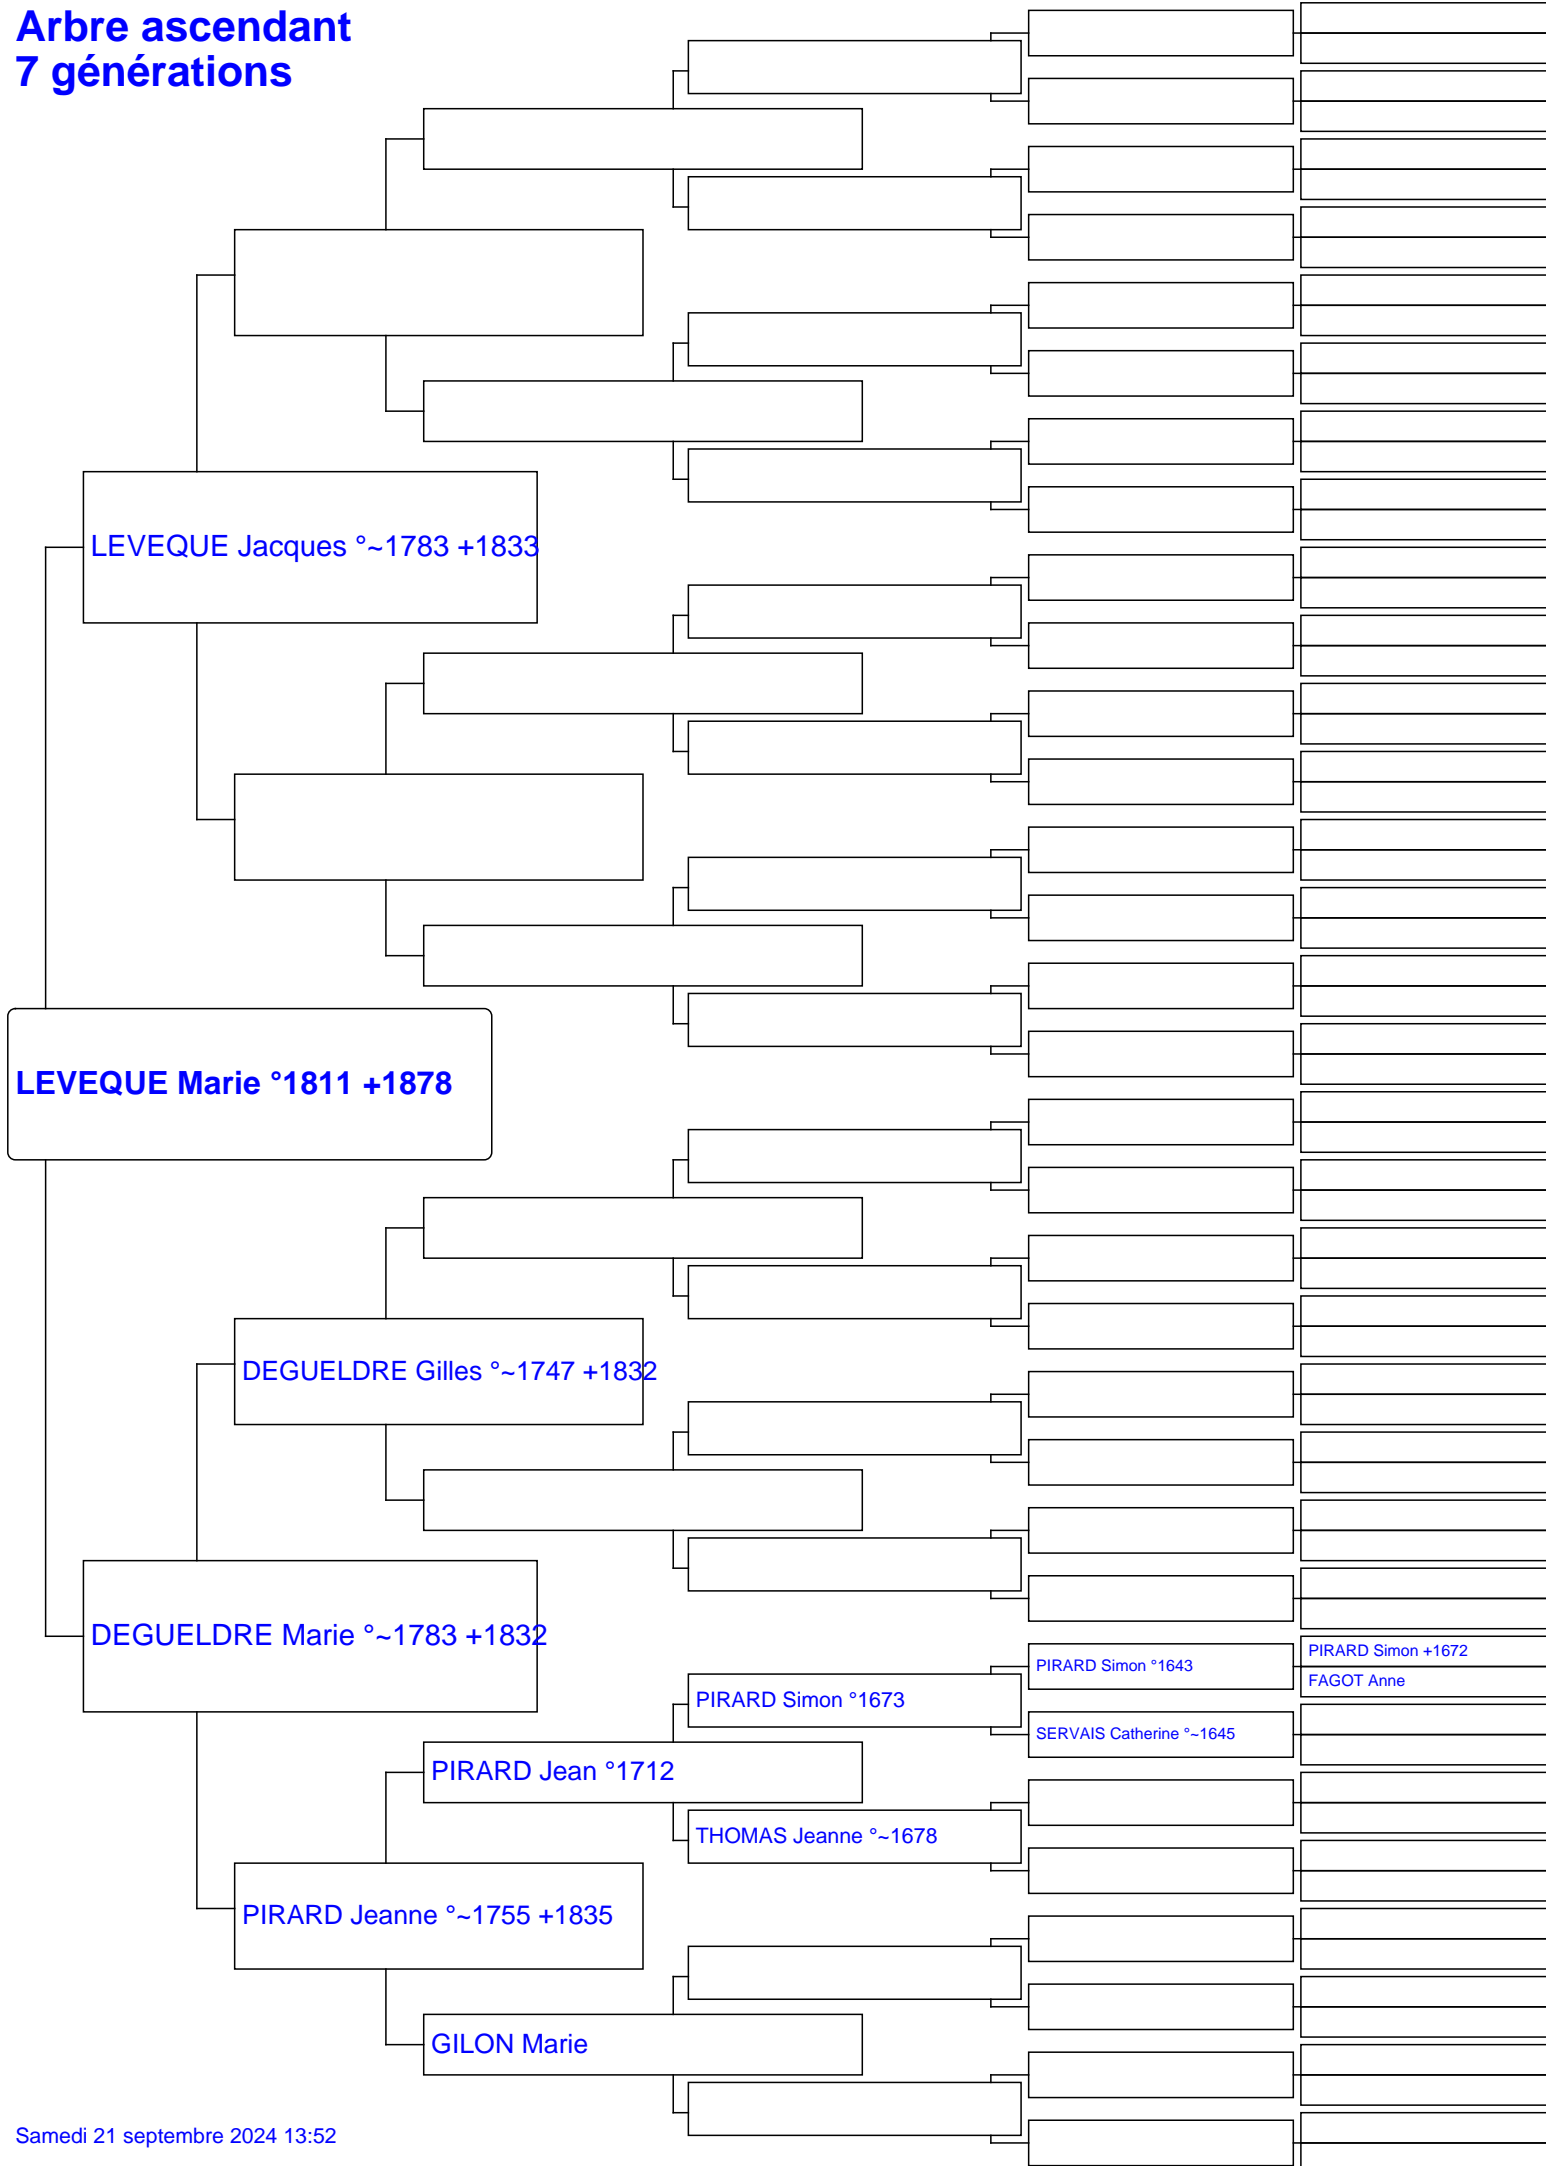 Arbre ascendant
7 générations
LEVEQUE Jacques °~1783 +1833
LEVEQUE Marie °1811 +1878
DEGUELDRE Gilles °~1747 +1832
DEGUELDRE Marie °~1783 +1832
PIRARD Simon +1672
PIRARD Simon °1643
FAGOT Anne
PIRARD Simon °1673
SERVAIS Catherine °~1645
PIRARD Jean °1712
THOMAS Jeanne °~1678
PIRARD Jeanne °~1755 +1835
GILON Marie
Samedi 21 septembre 2024 13:52